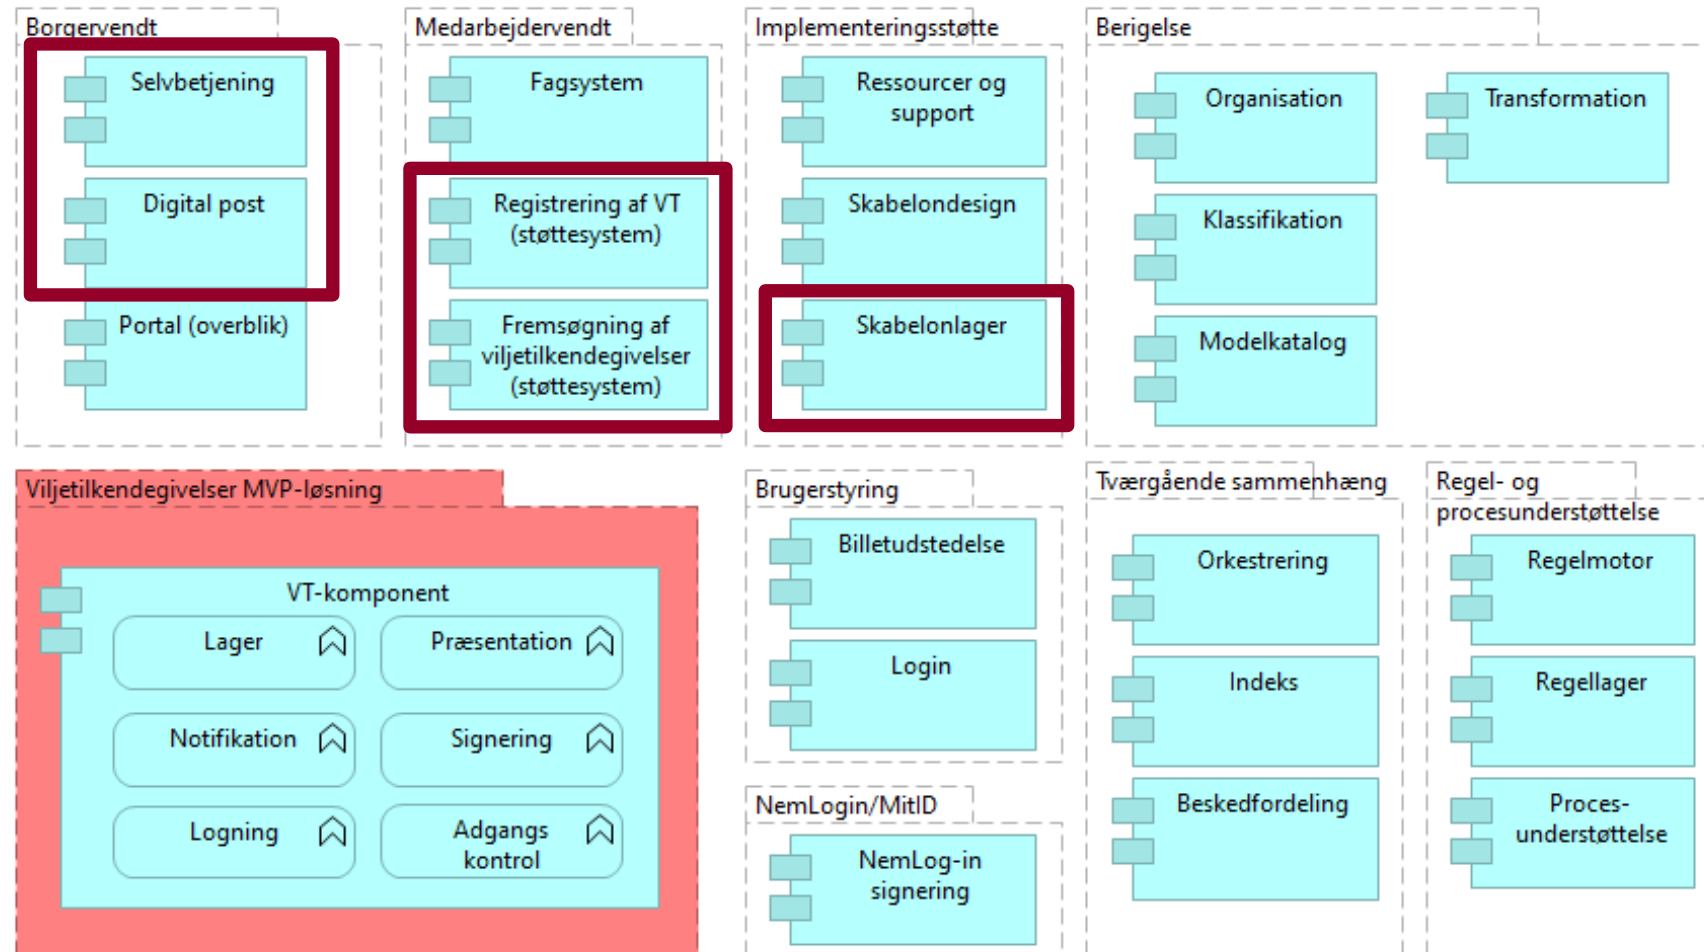 Borgervendt
Selvbetjening
Digital post
Portal (overblik)
Medarbejdervendt
Fagsystem
Registrering af VT
(støttesystem)
Fremsøgning af
viljetilkendegivelser
(støttesystem)
Implementeringsstøtte
Ressourcer og
support
Skabelondesign
Skabelonlager
Berigelse
Organisation
Transformation
Klassifikation
Modelkatalog
Viljetilkendegivelser MVP-løsning
VT-komponent
Lager
Præsentation
Notifikation
Signering
Logning
Adgangs
kontrol
Brugerstyring
Billetudstedelse
Login
NemLogin/MitID
NemLog-in
signering
Tværgående sammenhæng
Orkestrering
Indeks
Beskedfordeling
Regel- og
procesunderstøttelse
Regelmotor
Regellager
Proces-
understøttelse